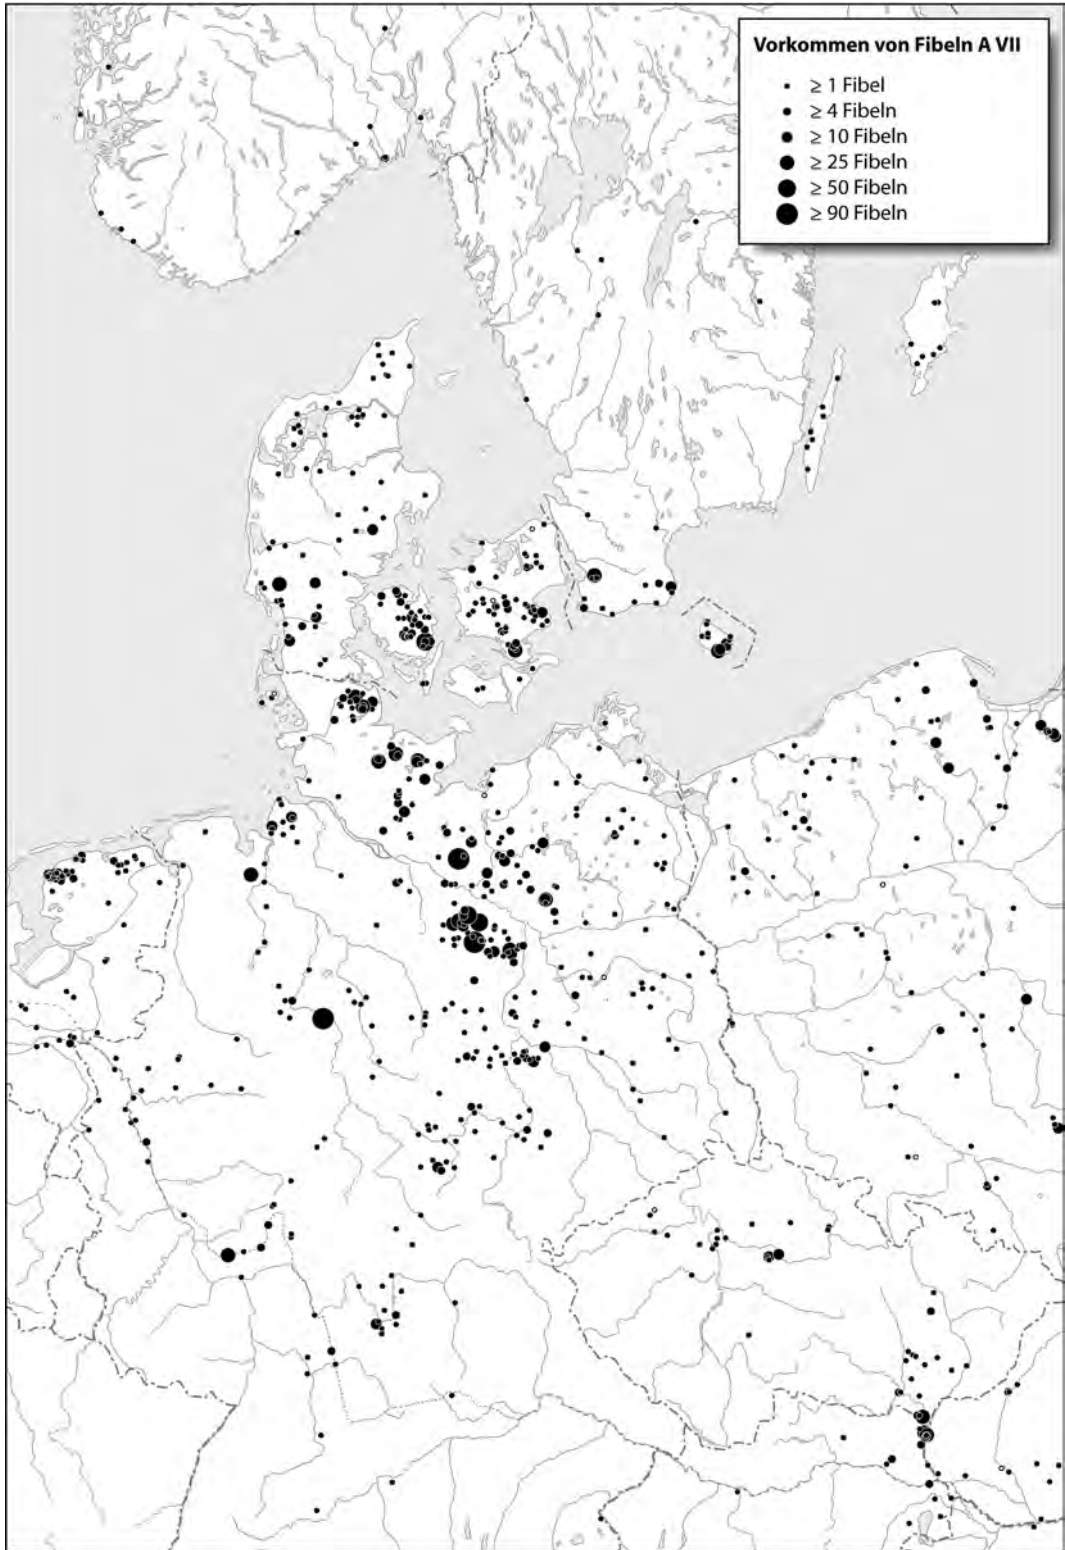 Vorkommen von Fibeln A VII
≥ 1 Fibel
≥ 4 Fibeln
≥ 10 Fibeln
≥ 25 Fibeln
≥ 50 Fibeln
≥ 90 Fibeln